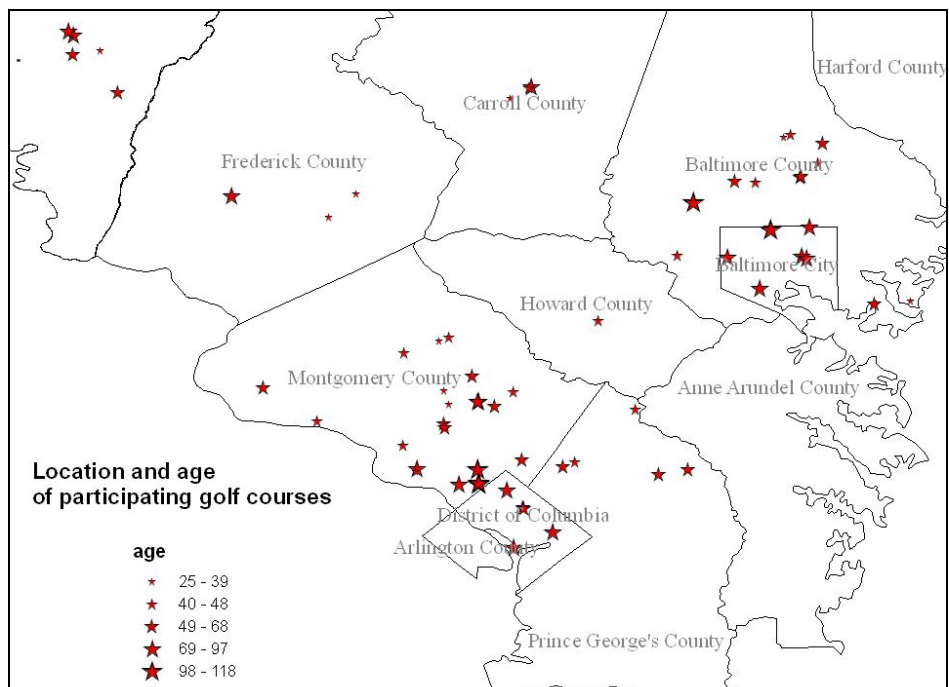 Harford County
Carroll County
Frederick County
Baltimore County
Baltimore City
Howard County
Montgomery County
Anne Arundel County
Location and age
of participating golf courses
District of Columbia
Arlington County
age
25 - 39
40 - 48
49 - 68
69 - 97
98 - 118
Prince George's County